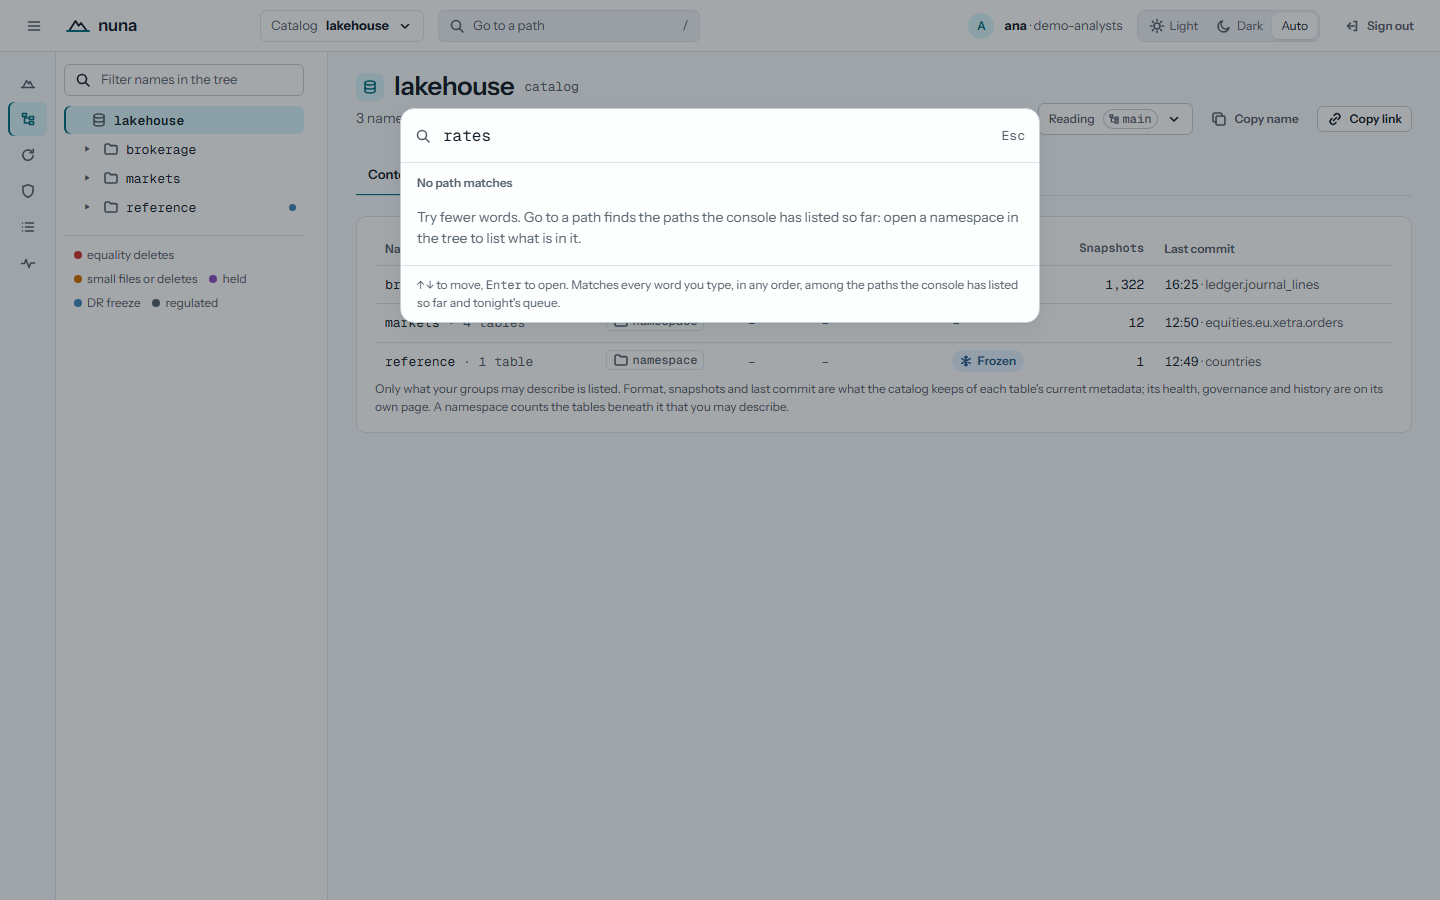 nuna
Catalog lakehouse
Go to a path /
A ana · demo-analysts
Light Dark Auto
Sign out
Filter names in the tree
lakehouse
brokerage
markets
reference
equality deletes
small files or deletes held
DR freeze regulated
lakehouse catalog
3 name
Reading main
Copy name
Copy link
Conte
rates Esc
No path matches
Try fewer words. Go to a path finds the paths the console has listed so far: open a namespace in
the tree to list what is in it.
↑↓ to move, Enter to open. Matches every word you type, in any order, among the paths the console has listed
so far and tonight's queue.
Na Snapshots Last commit
br 1,322 16:25 · ledger.journal_lines
markets · 4 tables namespace – – – 12 12:50 · equities.eu.xetra.orders
reference · 1 table namespace – – Frozen 1 12:49 · countries
Only what your groups may describe is listed. Format, snapshots and last commit are what the catalog keeps of each table's current metadata; its health, governance and history are on its
own page. A namespace counts the tables beneath it that you may describe.